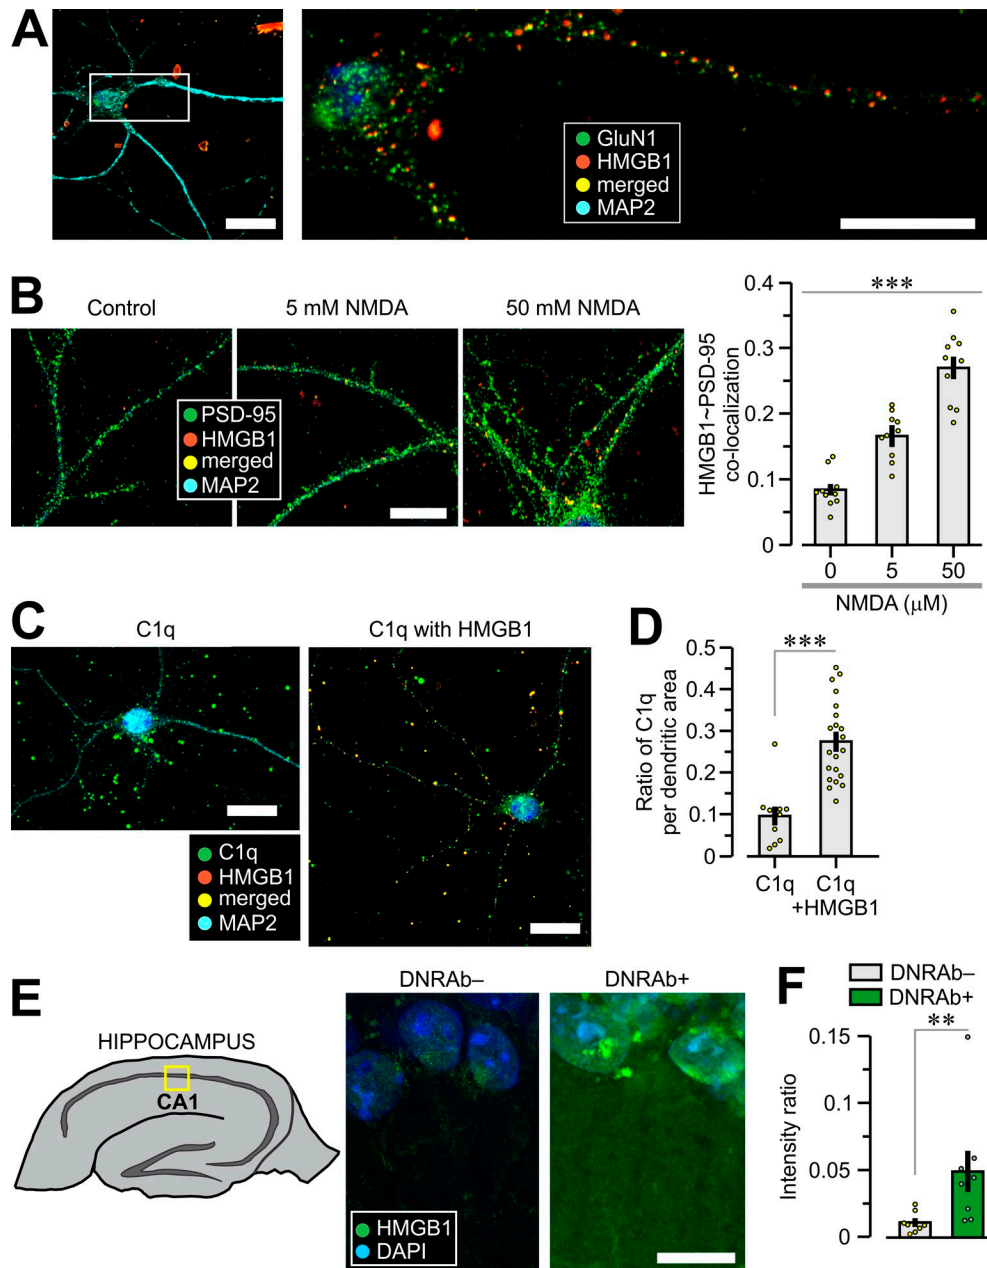 A
GluN1
HMGB1
merged
MAP2
B
Control
5 mM NMDA
50 mM NMDA
PSD-95
HMGB1
merged
MAP2
HMGB1~PSD-95
co-localization
0.4
0.3
0.2
0.1
0
***
0
5
50
NMDA (μM)
C
C1q
C1q with HMGB1
C1q
HMGB1
merged
MAP2
D
Ratio of C1q
per dendritic area
0.5
0.4
0.3
0.2
0.1
0
***
C1q
C1q
+HMGB1
E
HIPPOCAMPUS
CA1
DNRAb–
DNRAb+
HMGB1
DAPI
F
DNRAb–
DNRAb+
Intensity ratio
0.15
0.10
0.05
0
**